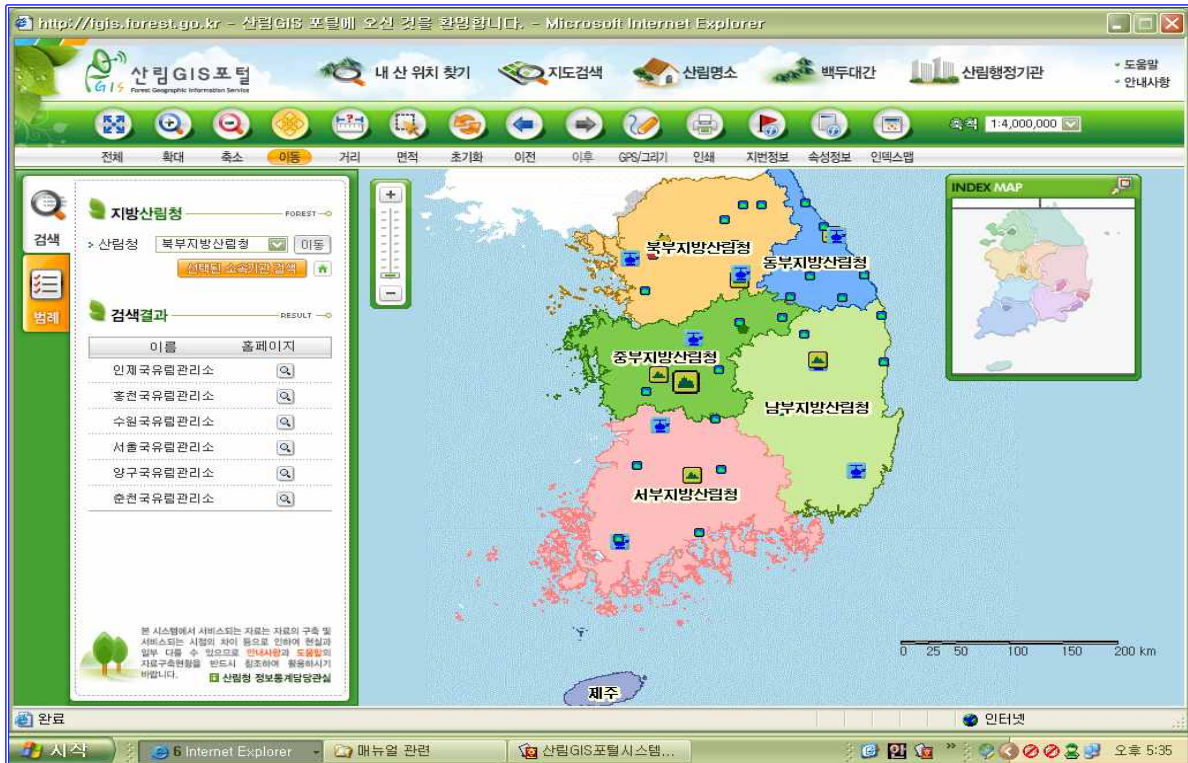 http://fgis.forest.go.kr - 산림GIS 포털에 오신 것을 환영합니다. - Microsoft Internet Explorer
산림GIS포털
GIS
Forest Geographic Information Service
내 산 위치 찾기
지도검색
산림명소
백두대간
산림행정기관
도움말
안내사항
축척
1:4,000,000
전체
확대
축소
이동
거리
면적
초기화
이전
이후
GPS/그리기
인쇄
지번정보
속성정보
인덱스맵
검색
범례
지방산림청
FOREST
산림청
북부지방산림청
이동
선택된 소속기관 검색
검색결과
RESULT
이름 홈페이지
인제국유림관리소
홍천국유림관리소
수원국유림관리소
서울국유림관리소
양구국유림관리소
춘천국유림관리소
본 시스템에서 서비스되는 자료는 자료의 구축 및
서비스되는 시점의 차이 등으로 인하여 현실과
일부 다를 수 있으므로 안내사항과 도움말의
자료구축현황을 반드시 참조하여 활용하시기
바랍니다.
산림청 정보통계담당관실
북부지방산림청
동부지방산림청
중부지방산림청
남부지방산림청
서부지방산림청
제주
INDEX MAP
0 25 50 100 150 200 km
완료
인터넷
시작
6 Internet Explorer
매뉴얼 관련
산림GIS포털시스템...
오후 5:35